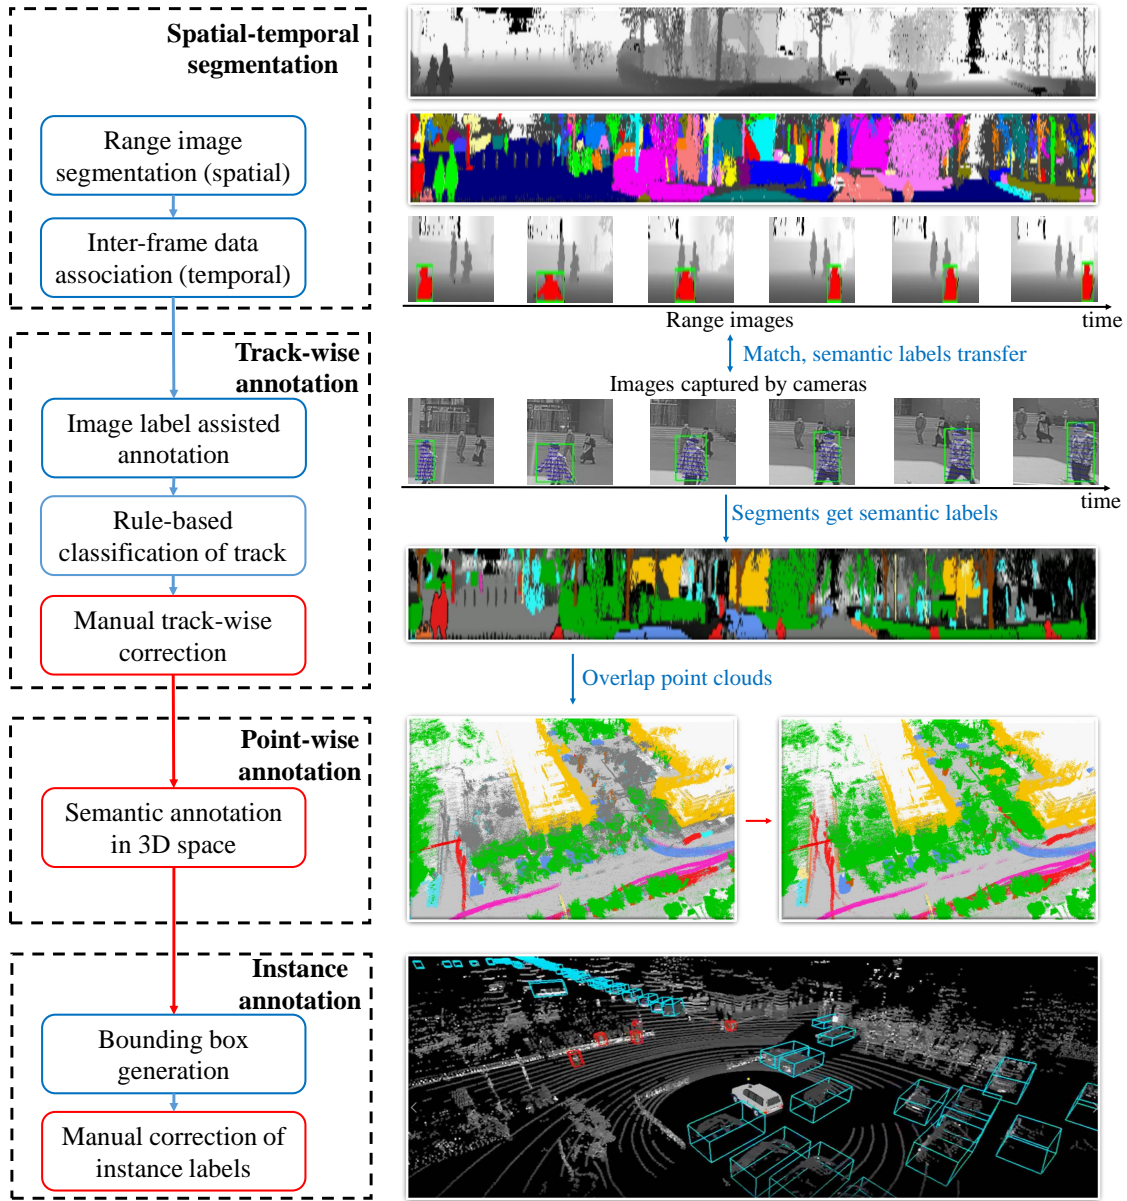 Spatial-temporal
segmentation
Range image
segmentation (spatial)
Inter-frame data
association (temporal)
Range images
time
Match, semantic labels transfer
Images captured by cameras
time
Track-wise
annotation
Image label assisted
annotation
Rule-based
classification of track
Manual track-wise
correction
Segments get semantic labels
Overlap point clouds
Point-wise
annotation
Semantic annotation
in 3D space
Instance
annotation
Bounding box
generation
Manual correction of
instance labels